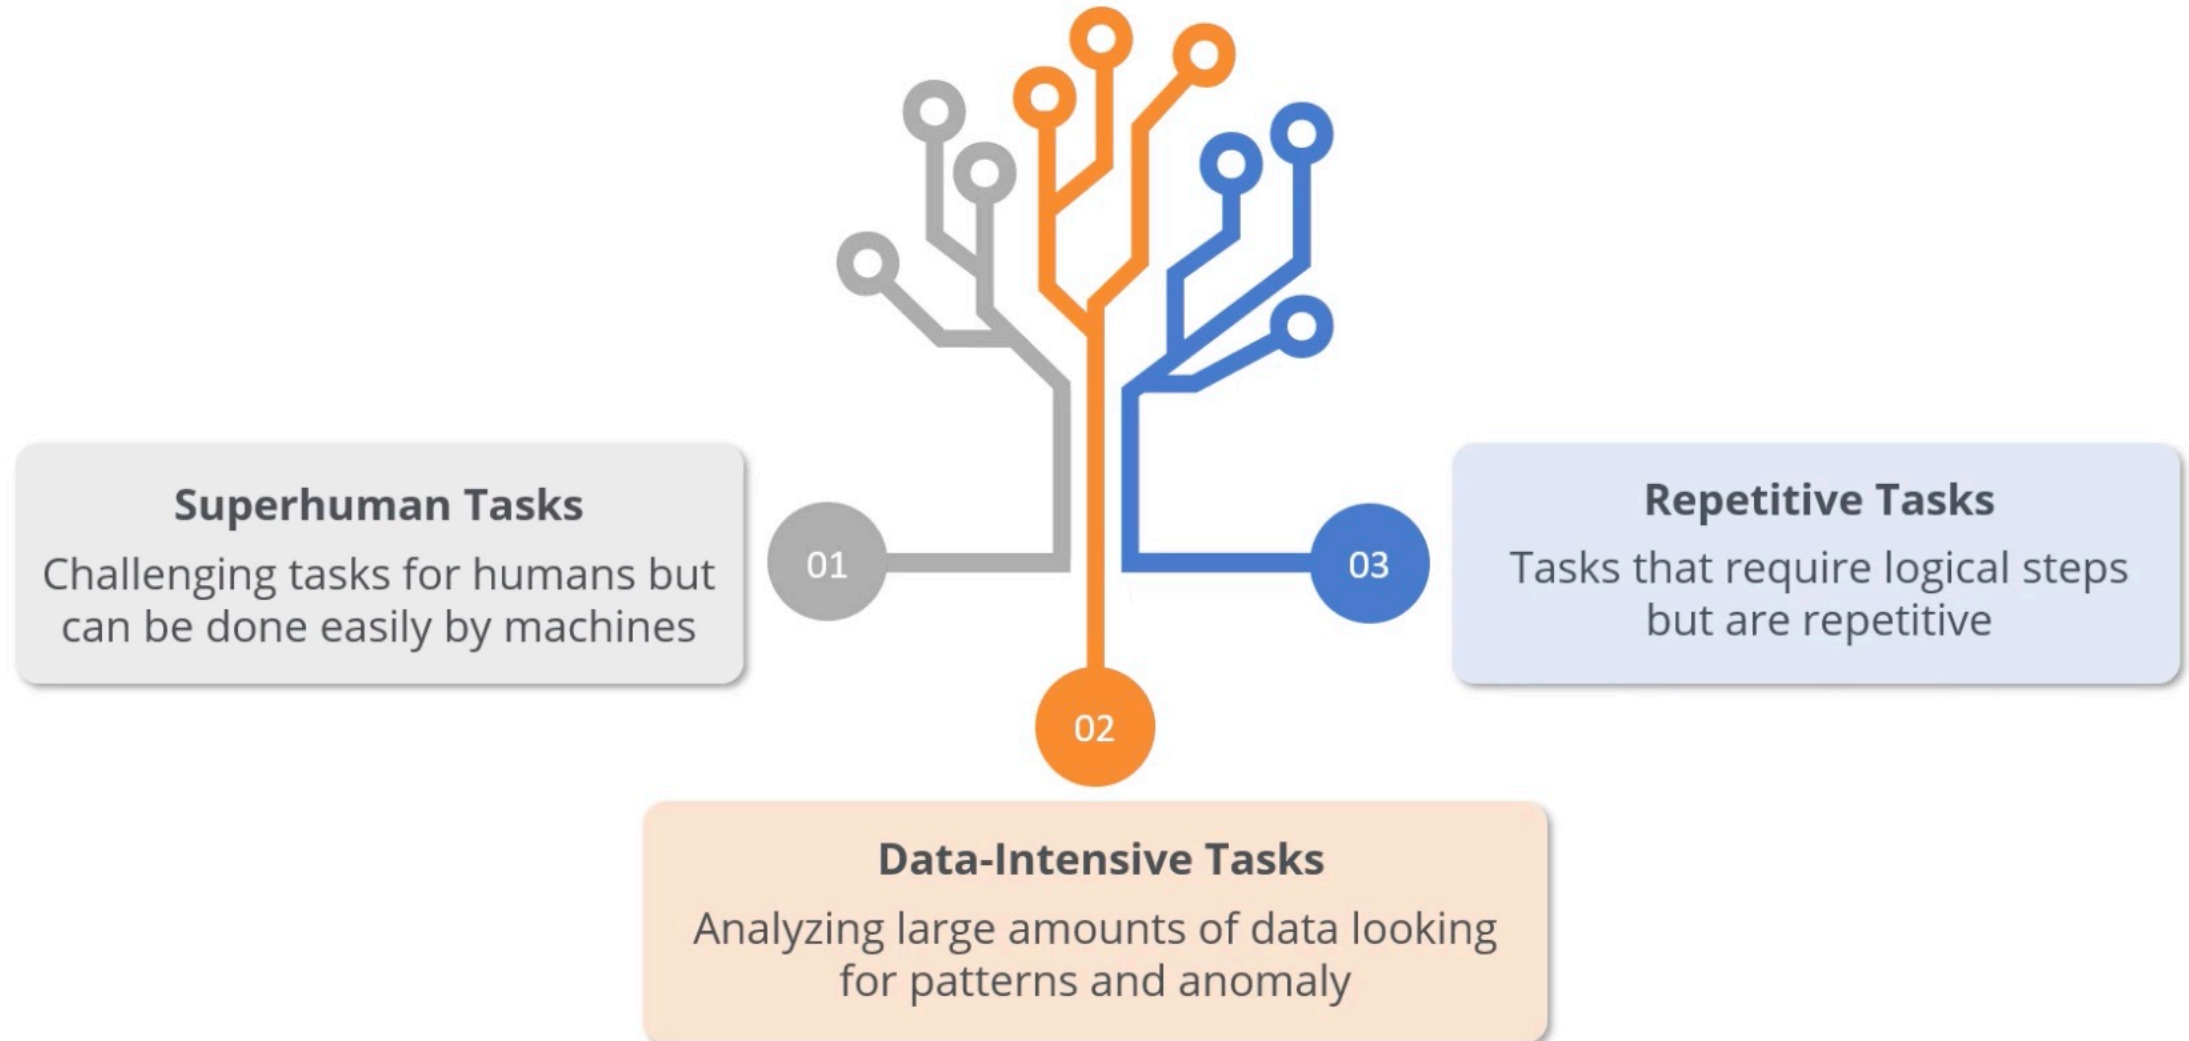 Superhuman Tasks
Challenging tasks for humans but
can be done easily by machines
01
02
Data-Intensive Tasks
Analyzing large amounts of data looking
for patterns and anomaly
03
Repetitive Tasks
Tasks that require logical steps
but are repetitive